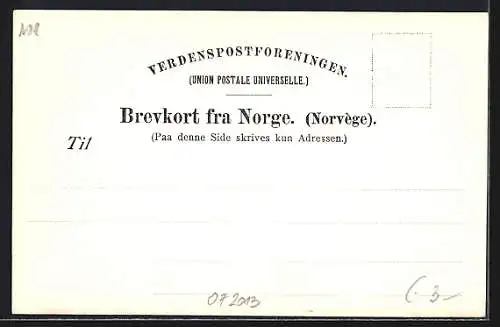 VERDENSPOSTFORENINGEN.
(UNION POSTALE UNIVERSELLE.)
Brevkort fra Norge. (Norvège).
(Paa denne Side skrives kun Adressen.)
Til
072013